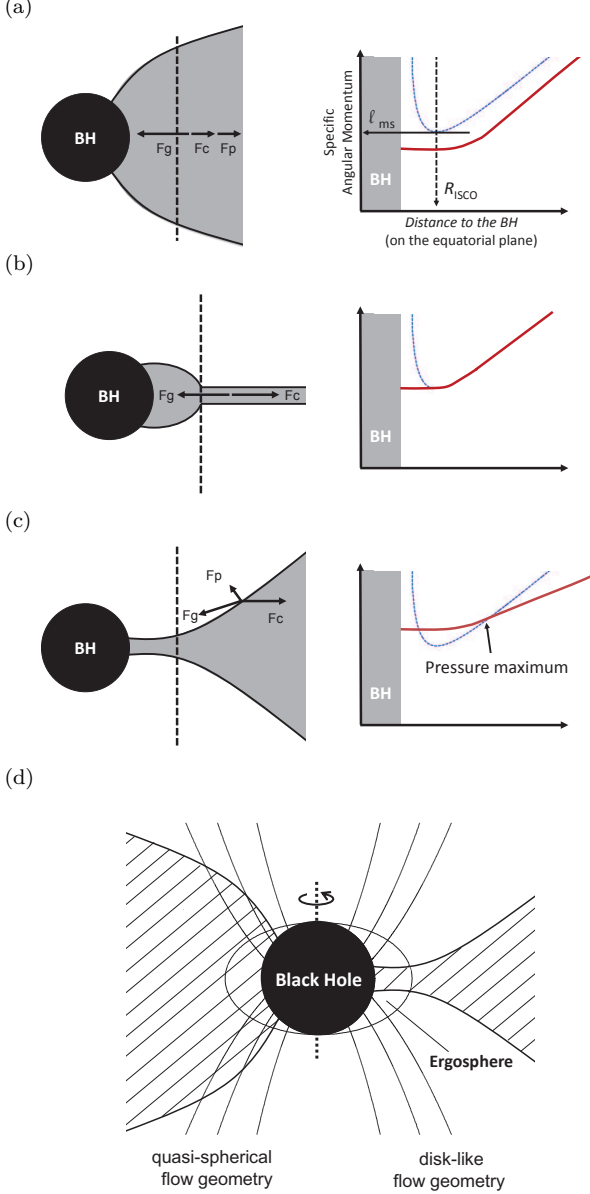 (a)
BH
Fg
Fc
Fp
Specific
Angular Momentum
ℓ ms
BH
R ISCO
Distance to the BH
(on the equatorial plane)
(b)
BH
Fg
Fc
BH
(c)
BH
Fp
Fg
Fc
BH
Pressure maximum
(d)
Black Hole
Ergosphere
quasi-spherical
flow geometry
disk-like
flow geometry